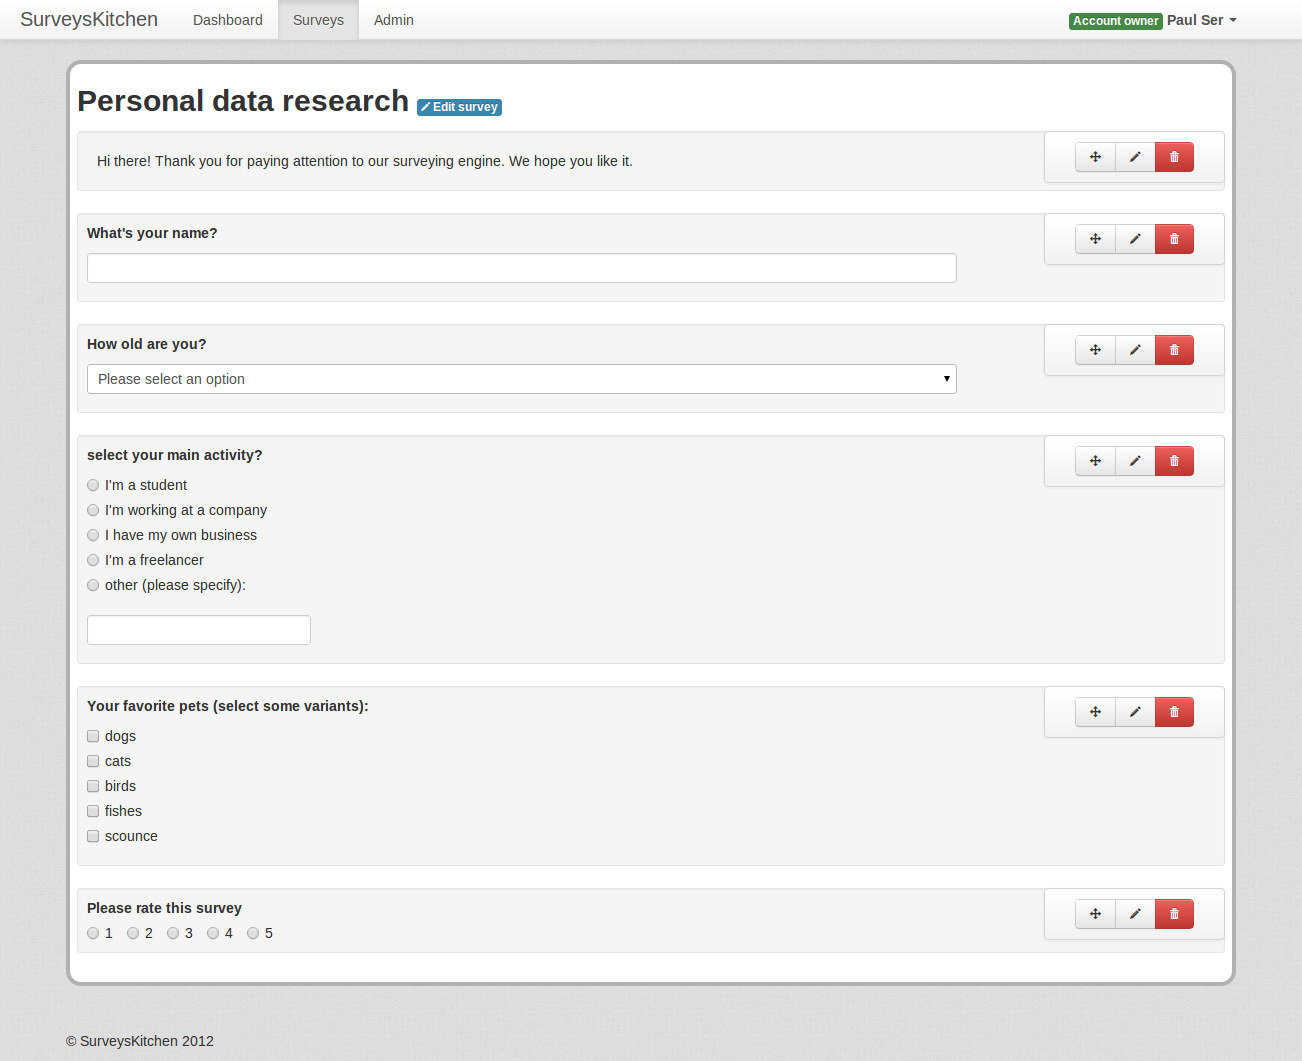 SurveysKitchen Dashboard Surveys Admin Account owner Paul Ser
Personal data research Edit survey
Hi there! Thank you for paying attention to our surveying engine. We hope you like it.
What's your name?
How old are you?
Please select an option
select your main activity?
I'm a student
I'm working at a company
I have my own business
I'm a freelancer
other (please specify):
Your favorite pets (select some variants):
dogs
cats
birds
fishes
scounce
Please rate this survey
1 2 3 4 5
© SurveysKitchen 2012